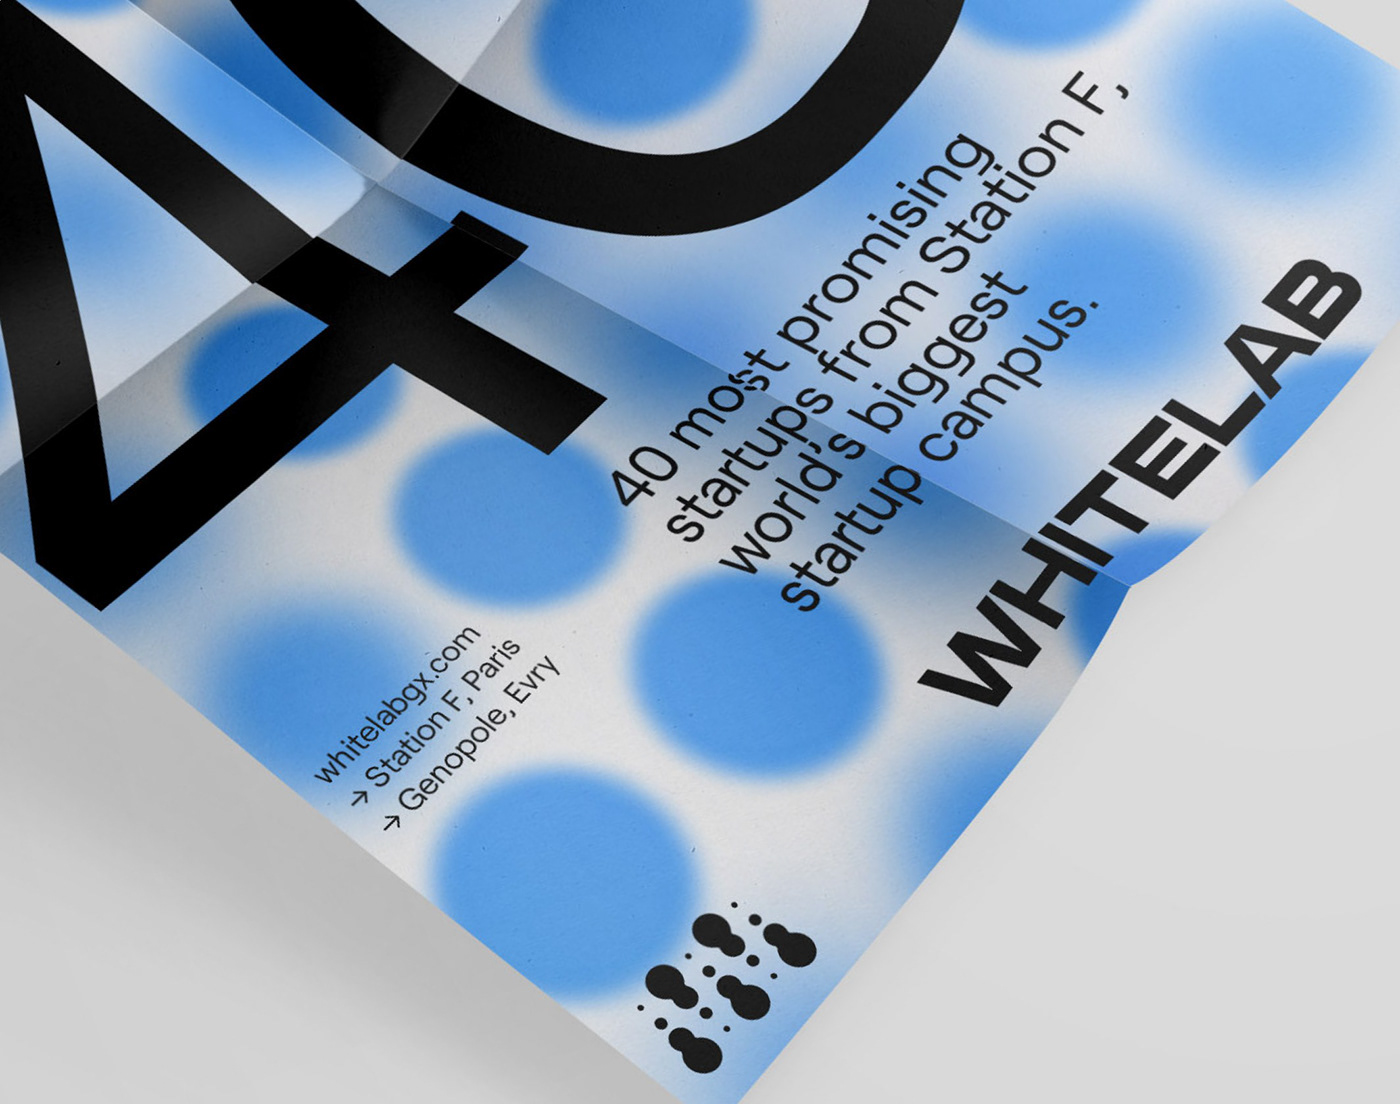 40
40 most promising
startups from Station F,
world's biggest
startup campus.
WHITELAB
whitelabgx.com
→ Station F, Paris
→ Genopole, Evry